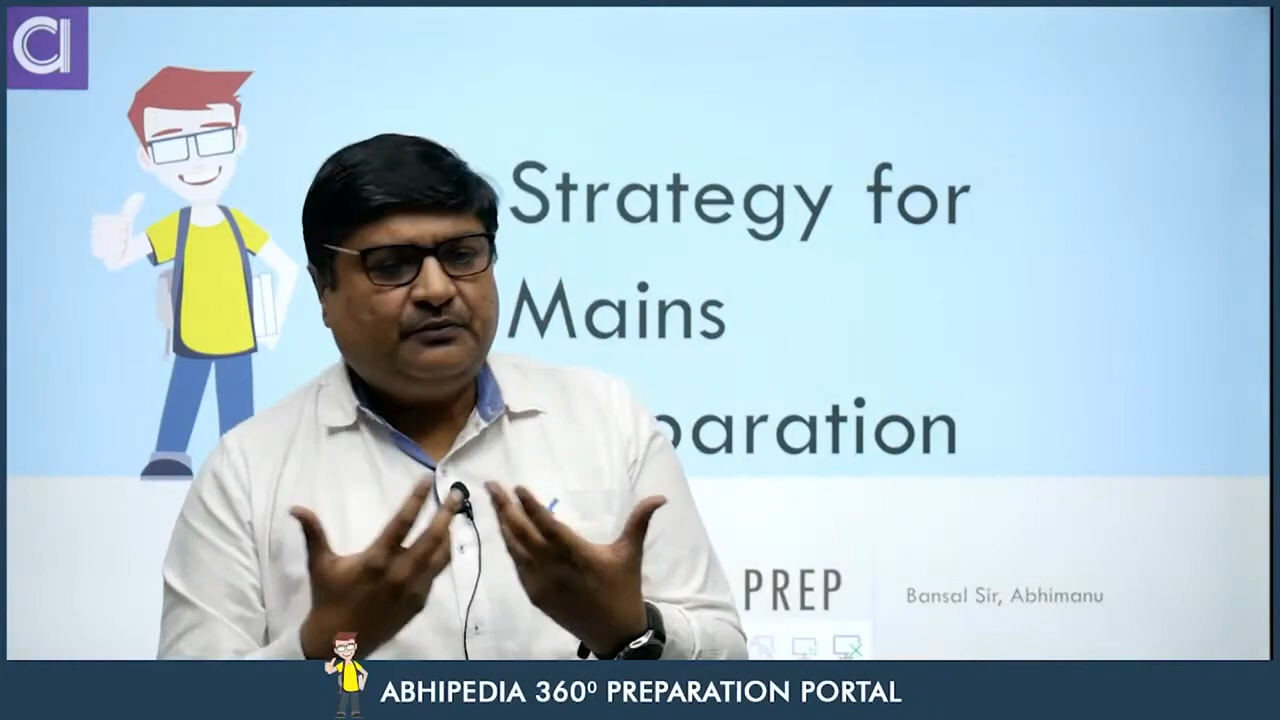 Strategy for
Mains
paration
PREP
Bansal Sir, Abhimanu
ABHIPEDIA 360⁰ PREPARATION PORTAL